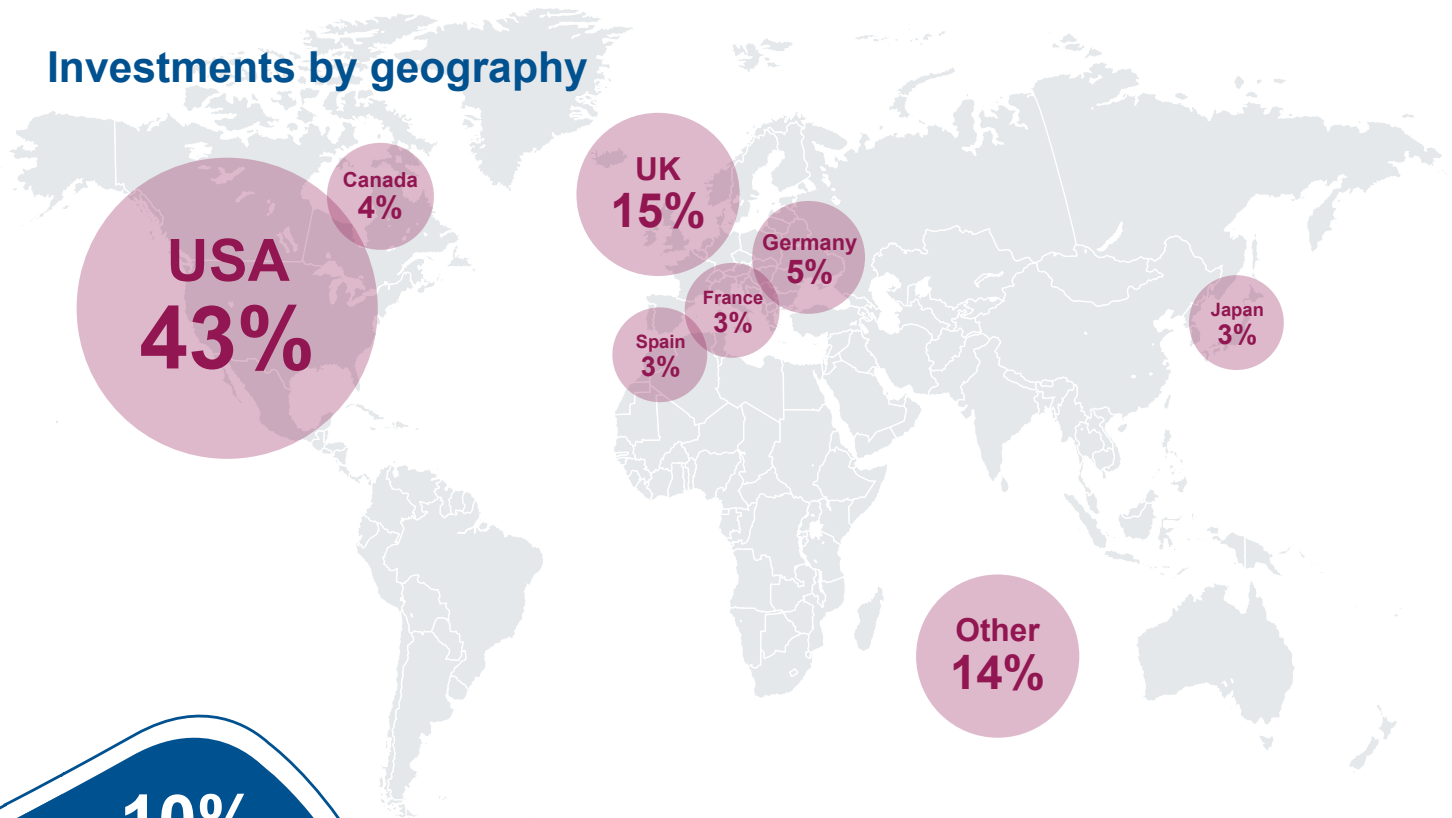 Investments by geography
Canada
4%
USA
43%
UK
15%
Germany
5%
France
3%
Spain
3%
Japan
3%
Other
14%
10%